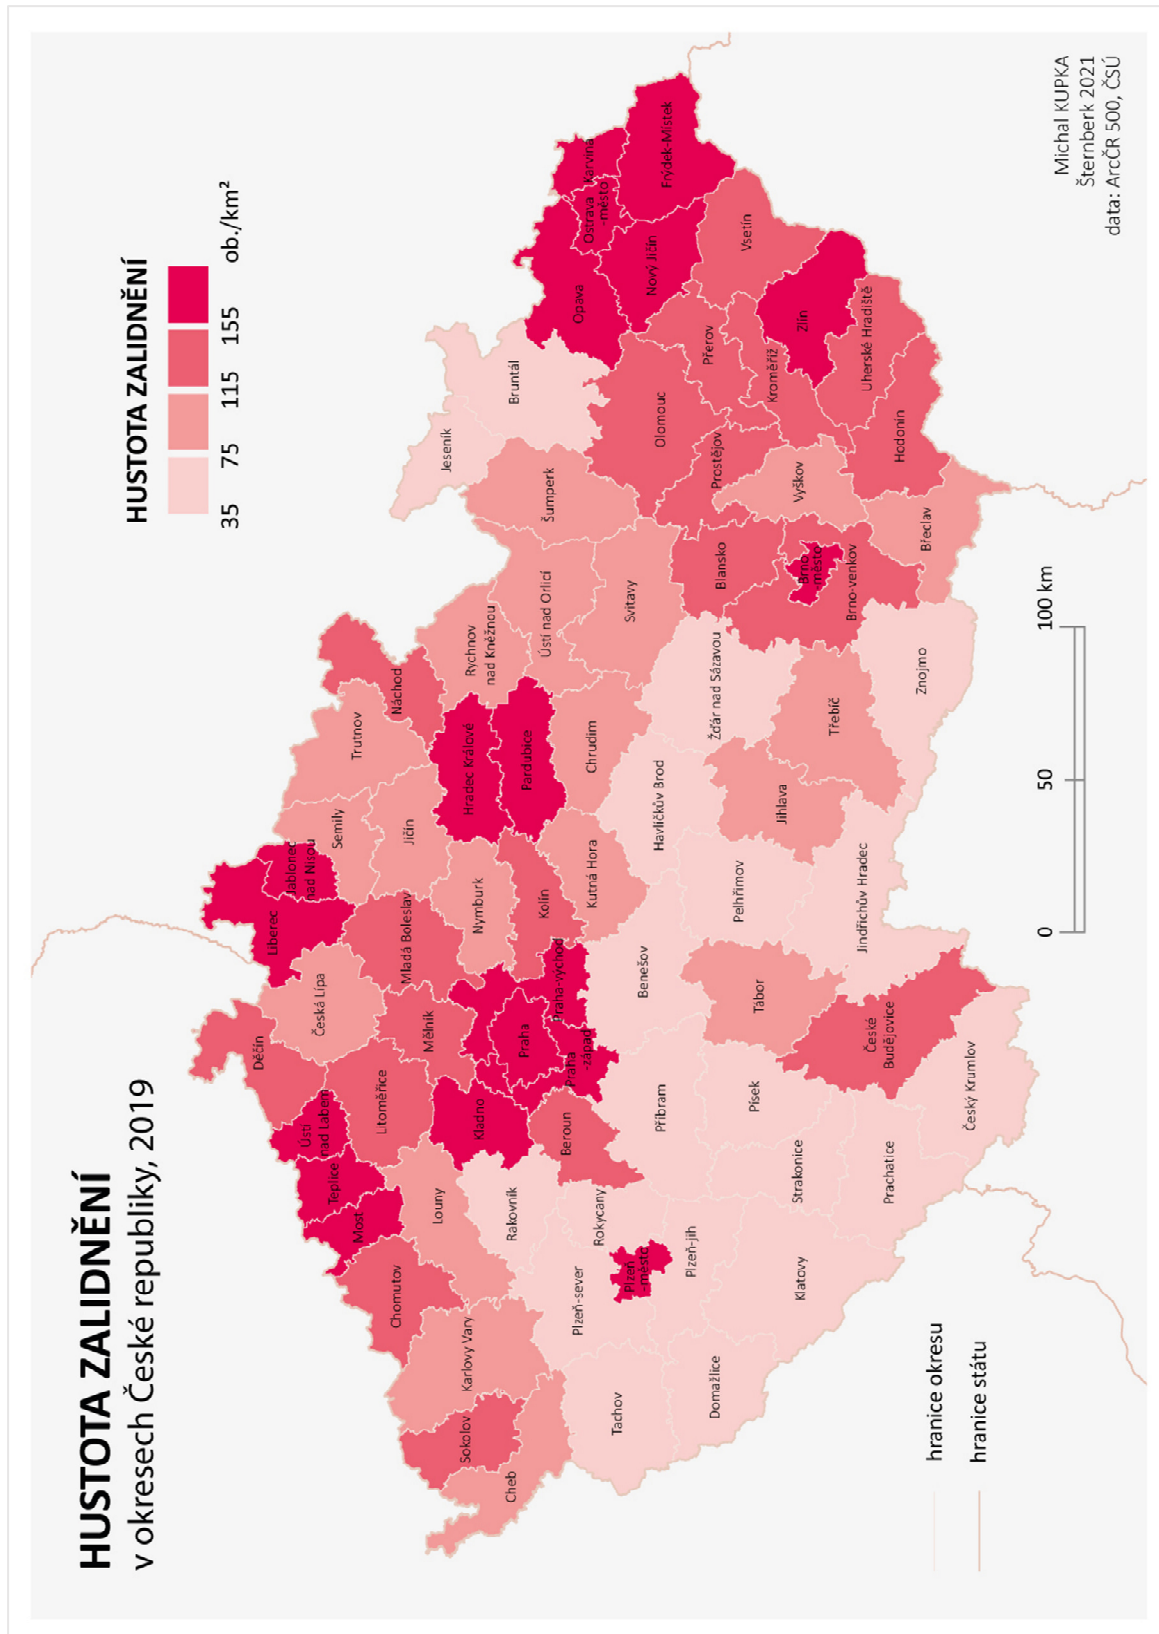 HUSTOTA ZALIDNĚNÍ
v okresech České republiky, 2019
HUSTOTA ZALIDNĚNÍ
35 75 115 155 ob./km²
Děčín
Liberec
Jablonec
nad Nisou
Ústí
nad Labem
Teplice
Most
Česká Lípa
Semily
Trutnov
Náchod
Chomutov
Litoměřice
Mladá Boleslav
Jičín
Jeseník
Louny
Mělník
Sokolov
Karlovy Vary
Kladno
Nymburk
Hradec Králové
Rychnov
nad Kněžnou
Bruntál
Cheb
Rakovník
Praha
Praha-východ
Kolín
Pardubice
Ústí nad Orlicí
Šumperk
Opava
Karviná
Ostrava
-město
Plzeň-sever
Rokycany
Beroun
Praha
-západ
Kutná Hora
Chrudim
Svitavy
Tachov
Plzeň
-město
Benešov
Havlíčkův Brod
Olomouc
Nový Jičín
Frýdek-Místek
Příbram
Plzeň-jih
Domažlice
Písek
Tábor
Pelhřimov
Žďár nad Sázavou
Blansko
Prostějov
Přerov
Vsetín
Klatovy
Strakonice
Jihlava
Třebíč
Brno-
město
Brno-venkov
Vyškov
Kroměříž
Zlín
Prachatice
České
Budějovice
Jindřichův Hradec
Znojmo
Břeclav
Hodonín
Uherské Hradiště
Český Krumlov
hranice okresu
hranice státu
0 50 100 km
Michal KUPKA
Šternberk 2021
data: ArcČR 500, ČSÚ